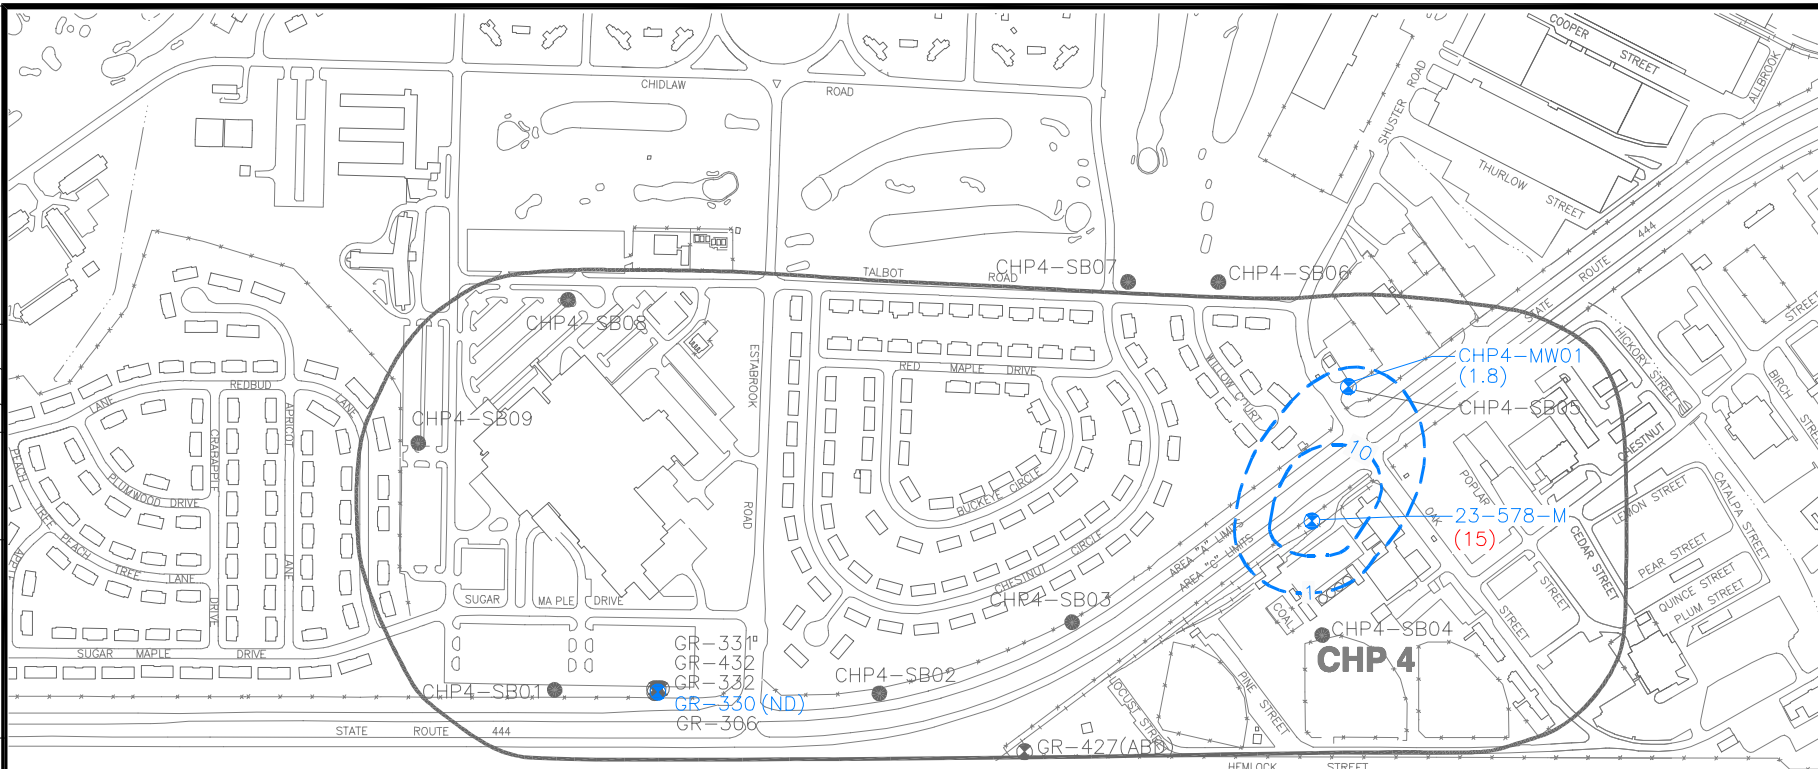 COOPER
STREET
ALLBROOK
CHIDLAW
ROAD
SHUSTER ROAD
THURLOW
STREET
444
STATE
ROUTE
TALBOT
ROAD
CHP4-SB07
CHP4-SB06
CHP4-SB08
ESTABROOK
ROAD
RED MAPLE DRIVE
WILLOW COURT
CHP4-MW01
(1.8)
CHP4-SB05
HICKORY STREET
BIRCH
STREET
CHESTNUT
REDBUD
LANE
LANE
APRICOT
LANE
CRABAPPLE
DRIVE
CHP4-SB09
PEACH
TREE
PLUMWOOD DRIVE
PEACH
TREE
LANE
BUCKEYE CIRCLE
CHESTNUT
CIRCLE
10
POPLAR
OAK
STREET
STREET
LEMON STREET
CATALPA STREET
CEDAR STREET
23-578-M
(15)
AREA "A" LIMITS
AREA "C" LIMITS
PEAR STREET
QUINCE STREET
PLUM STREET
1
COAL
SUGAR
MAPLE
DRIVE
CHP4-SB03
CHP4-SB04
CHP 4
SUGAR MAPLE DRIVE
GR-331
GR-432
GR-332
GR-330(ND)
GR-306
CHP4-SB01
CHP4-SB02
LOCUST STREET
PINE STREET
STATE ROUTE 444
GR-427(ABD)
HEMLOCK STREET